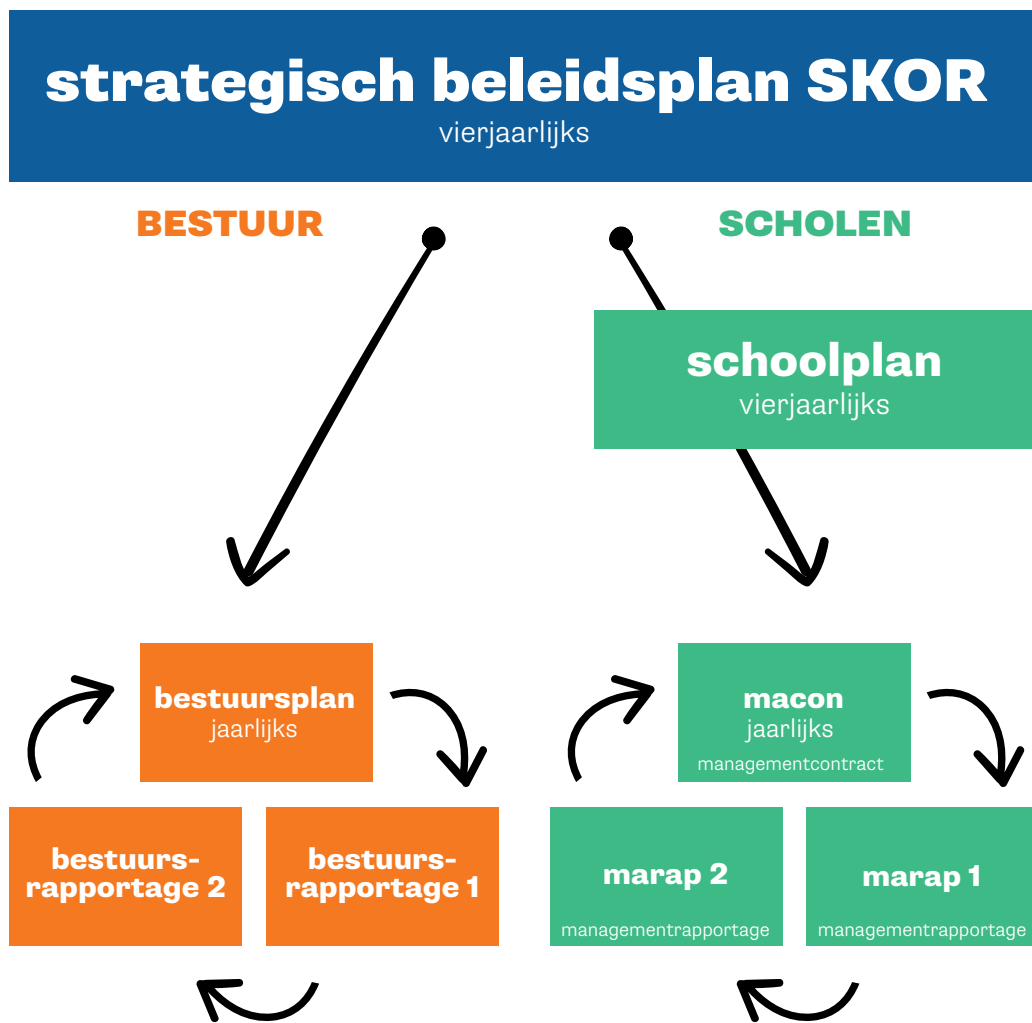 strategisch beleidsplan SKOR
vierjaarlijks
BESTUUR
SCHOLEN
schoolplan
vierjaarlijks
bestuursplan
jaarlijks
macon
jaarlijks
managementcontract
bestuurs-
rapportage 2
bestuurs-
rapportage 1
marap 2
managementrapportage
marap 1
managementrapportage